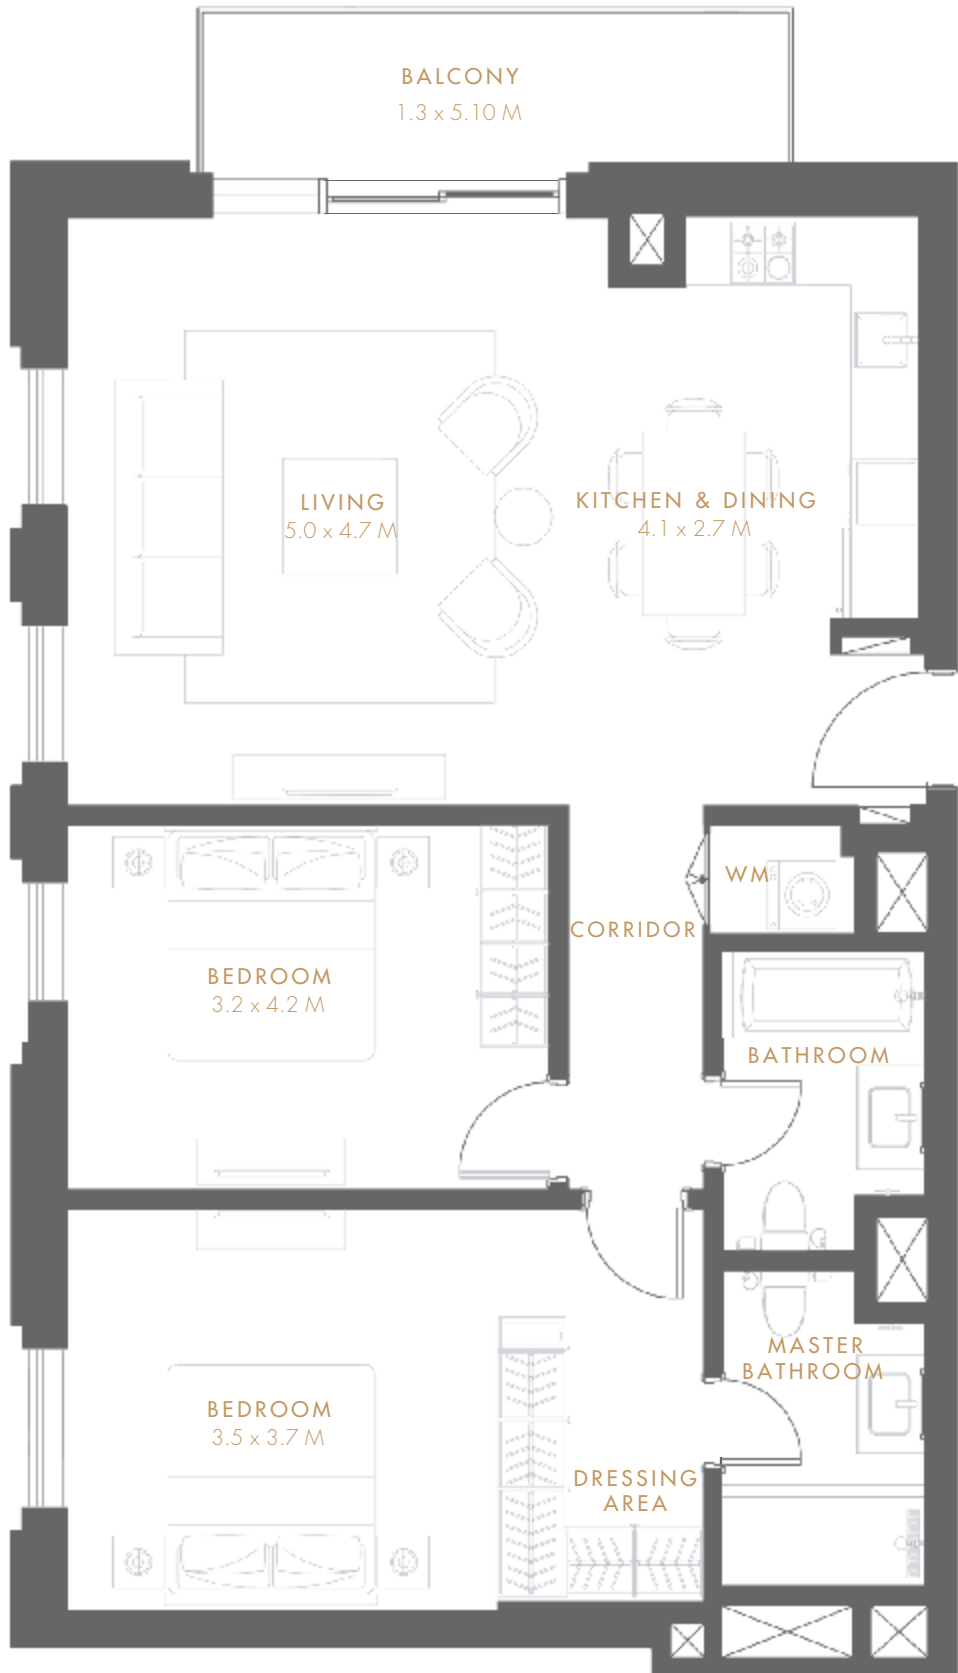 BALCONY
1.3 x 5.10 M
LIVING
5.0 x 4.7 M
KITCHEN & DINING
4.1 x 2.7 M
WM
CORRIDOR
BEDROOM
3.2 x 4.2 M
BATHROOM
MASTER
BATHROOM
BEDROOM
3.5 x 3.7 M
DRESSING
AREA